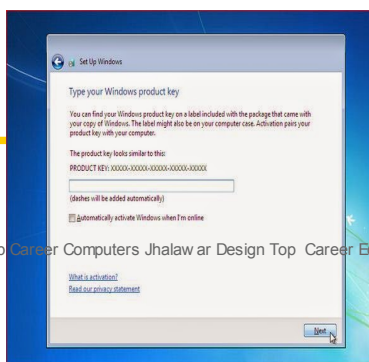 Set Up Windows
Type your Windows product key
You can find your Windows product key on a label included with the package that came with
your copy of Windows. The label might also be on your computer case. Activation pairs your
product key with your computer.
The product key looks similar to this:
PRODUCT KEY: XXXXX-XXXXX-XXXXX-XXXXX-XXXXX
(dashes will be added automatically)
Automatically activate Windows when I'm online
Career Computers Jhalaw ar Design Top Career
What is activation?
Read our privacy statement
Next